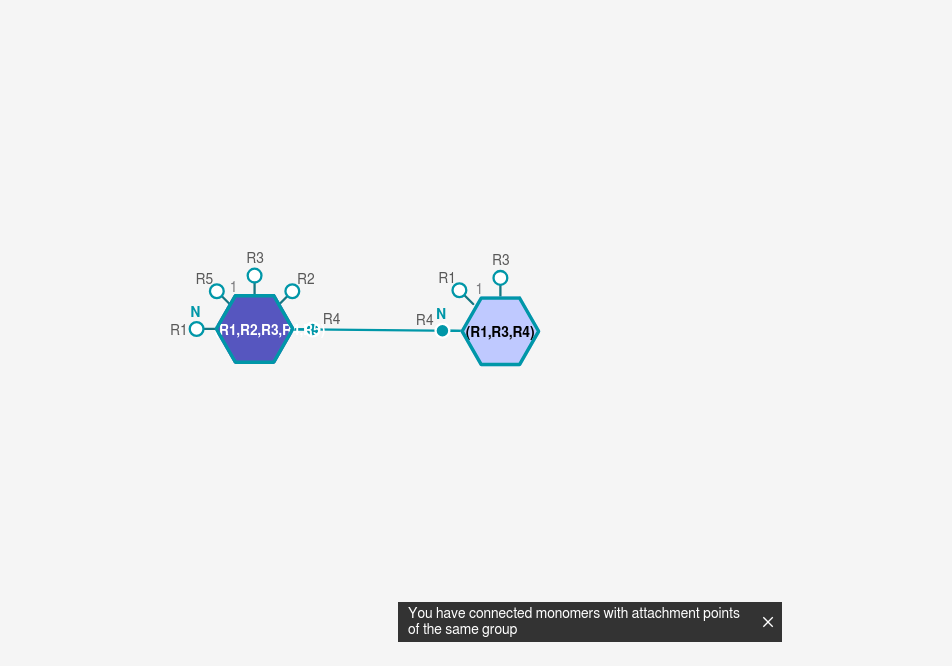 R3
R3
R5
1
R2
R1
1
N
R1
R1,R2,R3,R
R4
R4
N
(R1,R3,R4)
You have connected monomers with attachment points
of the same group